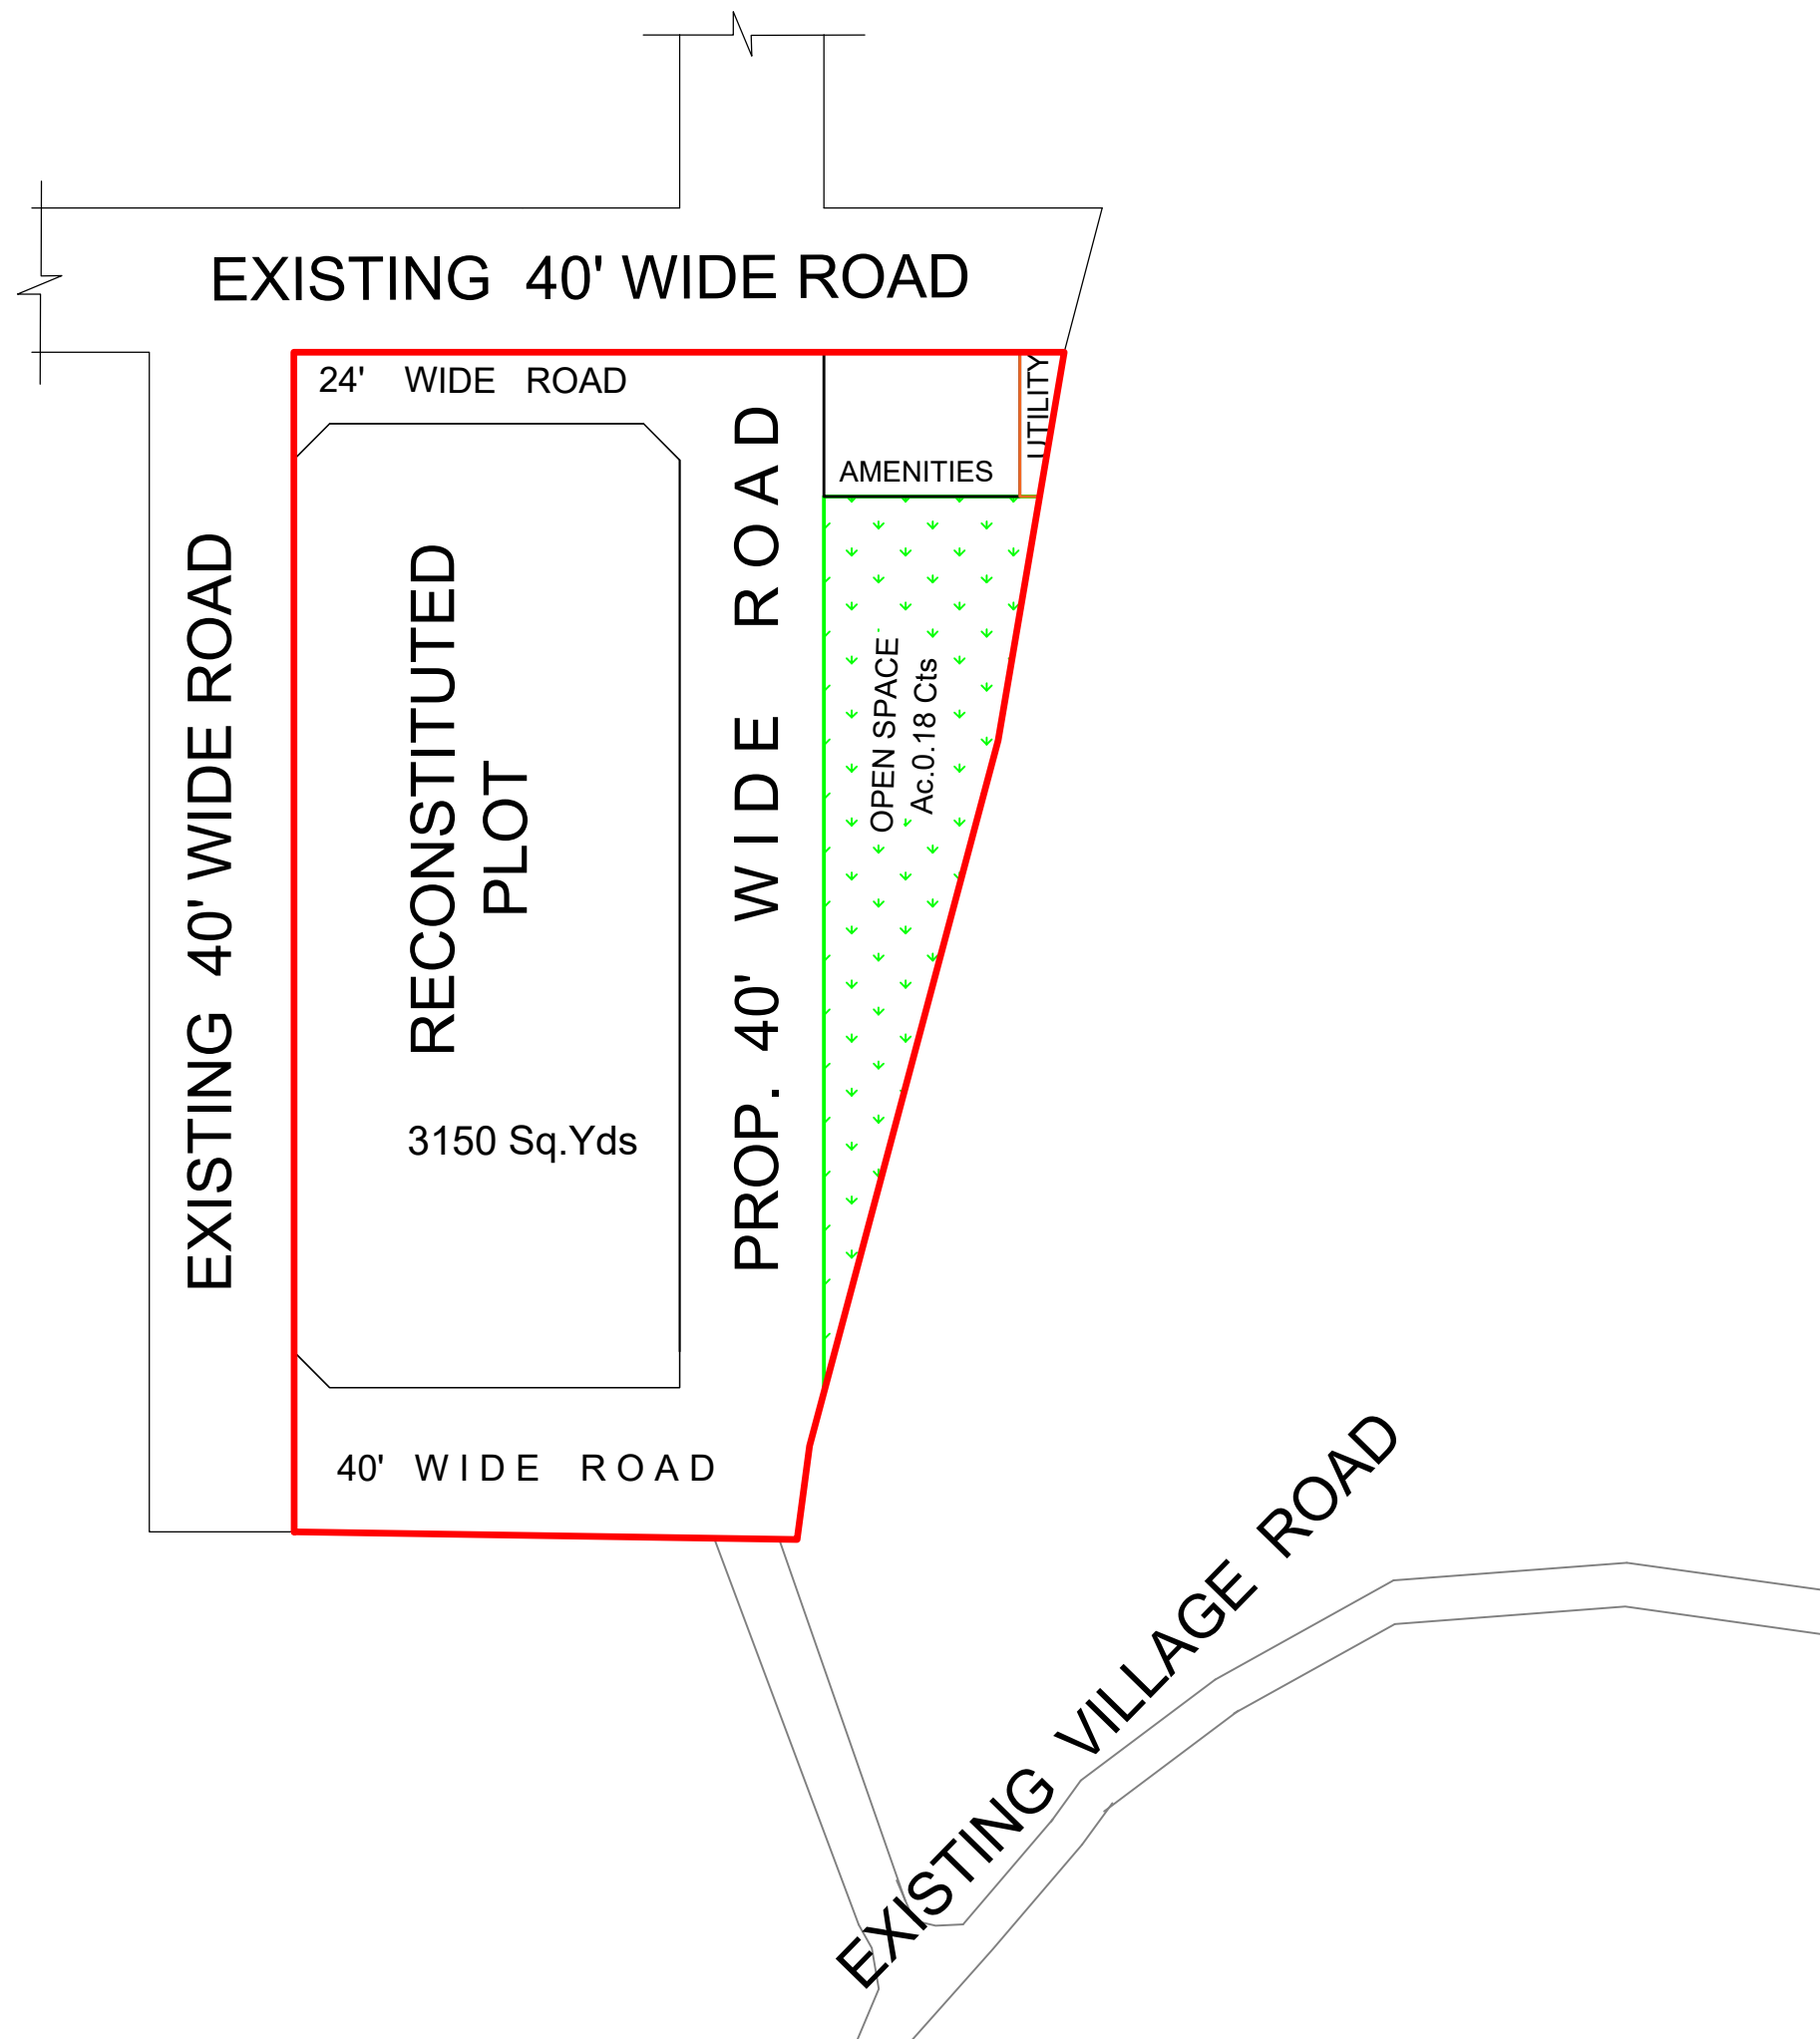 EXISTING 40' WIDE ROAD
24' WIDE ROAD
UTILITY
AMENITIES
EXISTING 40' WIDE ROAD
RECONSTITUTED
PLOT
3150 Sq.Yds
PROP. 40' WIDE ROAD
OPEN SPACE
Ac.0.18 Cts
40' WIDE ROAD
EXISTING VILLAGE ROAD